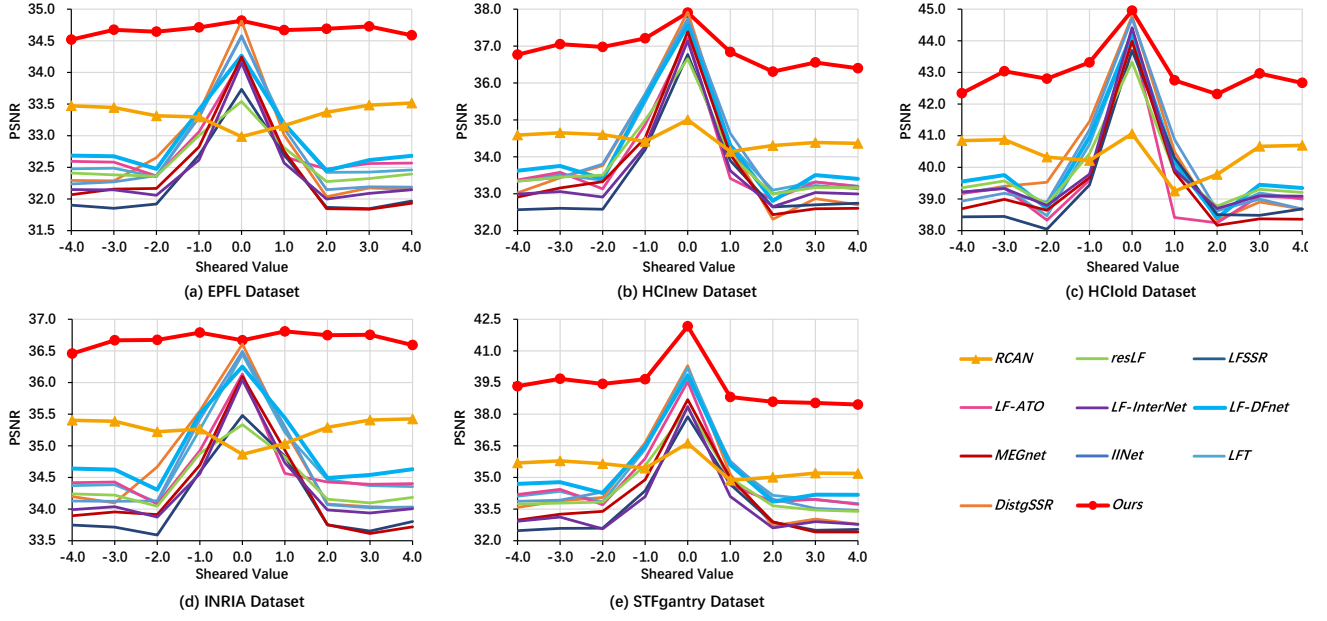 35.0
34.5
34.0
33.5
33.0
32.5
32.0
31.5
PSNR
-4.0 -3.0 -2.0 -1.0 0.0 1.0 2.0 3.0 4.0
Sheared Value
(a) EPFL Dataset
38.0
37.0
36.0
35.0
34.0
33.0
32.0
PSNR
-4.0 -3.0 -2.0 -1.0 0.0 1.0 2.0 3.0 4.0
Sheared Value
(b) HCInew Dataset
45.0
44.0
43.0
42.0
41.0
40.0
39.0
38.0
PSNR
-4.0 -3.0 -2.0 -1.0 0.0 1.0 2.0 3.0 4.0
Sheared Value
(c) HCIold Dataset
37.0
36.5
36.0
35.5
35.0
34.5
34.0
33.5
PSNR
-4.0 -3.0 -2.0 -1.0 0.0 1.0 2.0 3.0 4.0
Sheared Value
(d) INRIA Dataset
42.5
41.0
39.5
38.0
36.5
35.0
33.5
32.0
PSNR
-4.0 -3.0 -2.0 -1.0 0.0 1.0 2.0 3.0 4.0
Sheared Value
(e) STFgantry Dataset
RCAN resLF LFSSR
LF-ATO LF-InterNet LF-DFnet
MEGnet IINet LFT
DistgSSR Ours